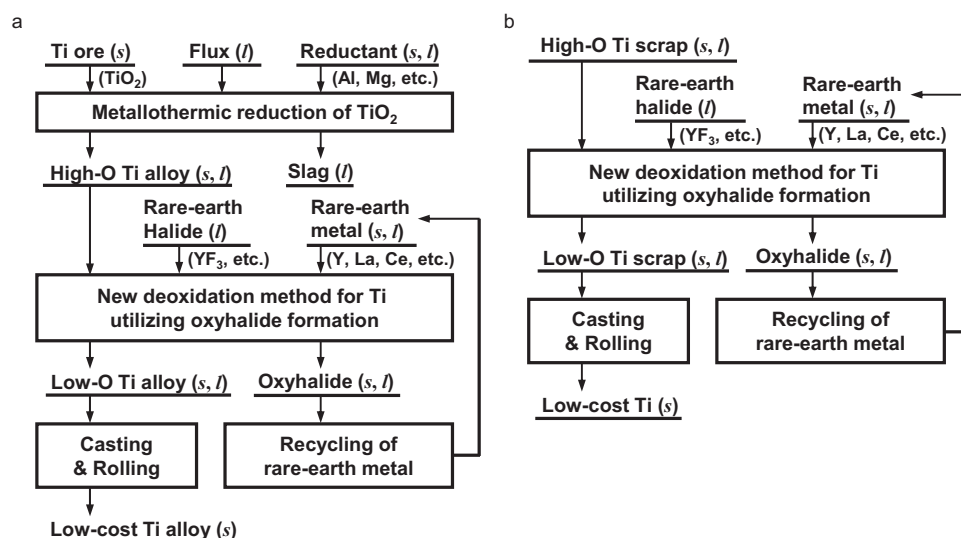 a
Ti ore (s)
Flux (l)
Reductant (s, l)
(TiO2)
(Al, Mg, etc.)
Metallothermic reduction of TiO2
High-O Ti alloy (s, l)
Slag (l)
Rare-earth
Halide (l)
Rare-earth
metal (s, l)
(YF3, etc.)
(Y, La, Ce, etc.)
New deoxidation method for Ti
utilizing oxyhalide formation
Low-O Ti alloy (s, l)
Oxyhalide (s, l)
Casting
& Rolling
Recycling of
rare-earth metal
Low-cost Ti alloy (s)
b
High-O Ti scrap (s, l)
Rare-earth
halide (l)
Rare-earth
metal (s, l)
(YF3, etc.)
(Y, La, Ce, etc.)
New deoxidation method for Ti
utilizing oxyhalide formation
Low-O Ti scrap (s, l)
Oxyhalide (s, l)
Casting
& Rolling
Recycling of
rare-earth metal
Low-cost Ti (s)